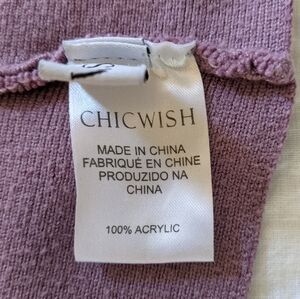 CHICWISH
MADE IN CHINA
FABRIQUÉ EN CHINE
PRODUZIDO NA
CHINA
100% ACRYLIC